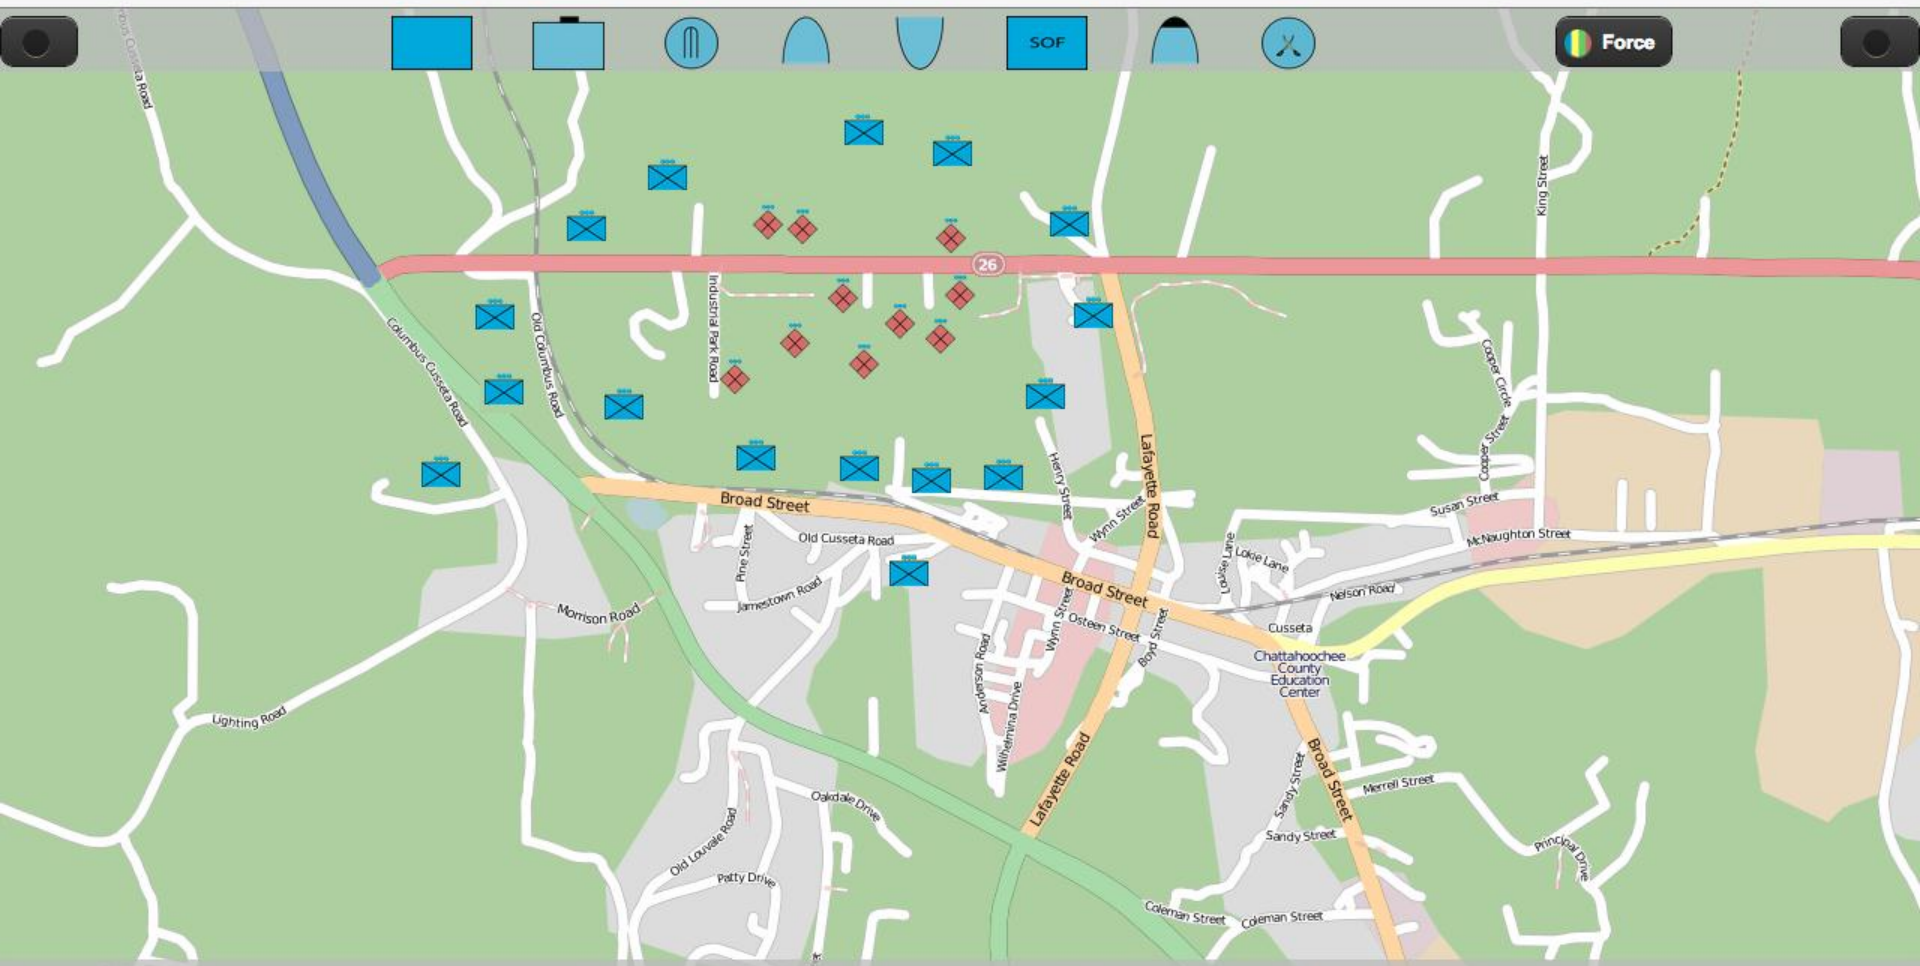 SOF
Force
Columbus Cusseta Road
King Street
26
Industrial Park Road
Old Columbus Road
Columbus Cusseta Road
Cooper Circle
Cooper Street
Lafayette Road
Henry Street
Broad Street
Susan Street
Wynn Street
McNaughton Street
Old Cusseta Road
Pine Street
Lokie Lane
Louise Lane
Jamestown Road
Broad Street
Nelson Road
Morrison Road
Wynn Street
Osteen Street
Boyd Street
Cusseta
Chattahoochee
County
Education
Center
Anderson Road
Wilhelmina Drive
Lighting Road
Lafayette Road
Broad Street
Sandy Street
Merrell Street
Oakdale Drive
Old Louvale Road
Sandy Street
Principal Drive
Patty Drive
Coleman Street
Coleman Street